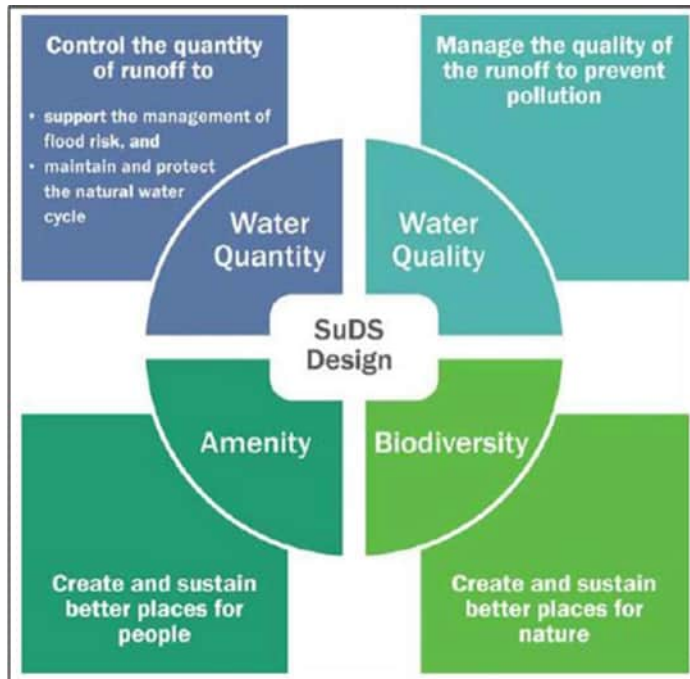 Control the quantity
of runoff to
• support the management of
flood risk, and
• maintain and protect
the natural water
cycle
Water
Quantity
Manage the quality of
the runoff to prevent
pollution
Water
Quality
SuDS
Design
Amenity
Create and sustain
better places for
people
Biodiversity
Create and sustain
better places for
nature